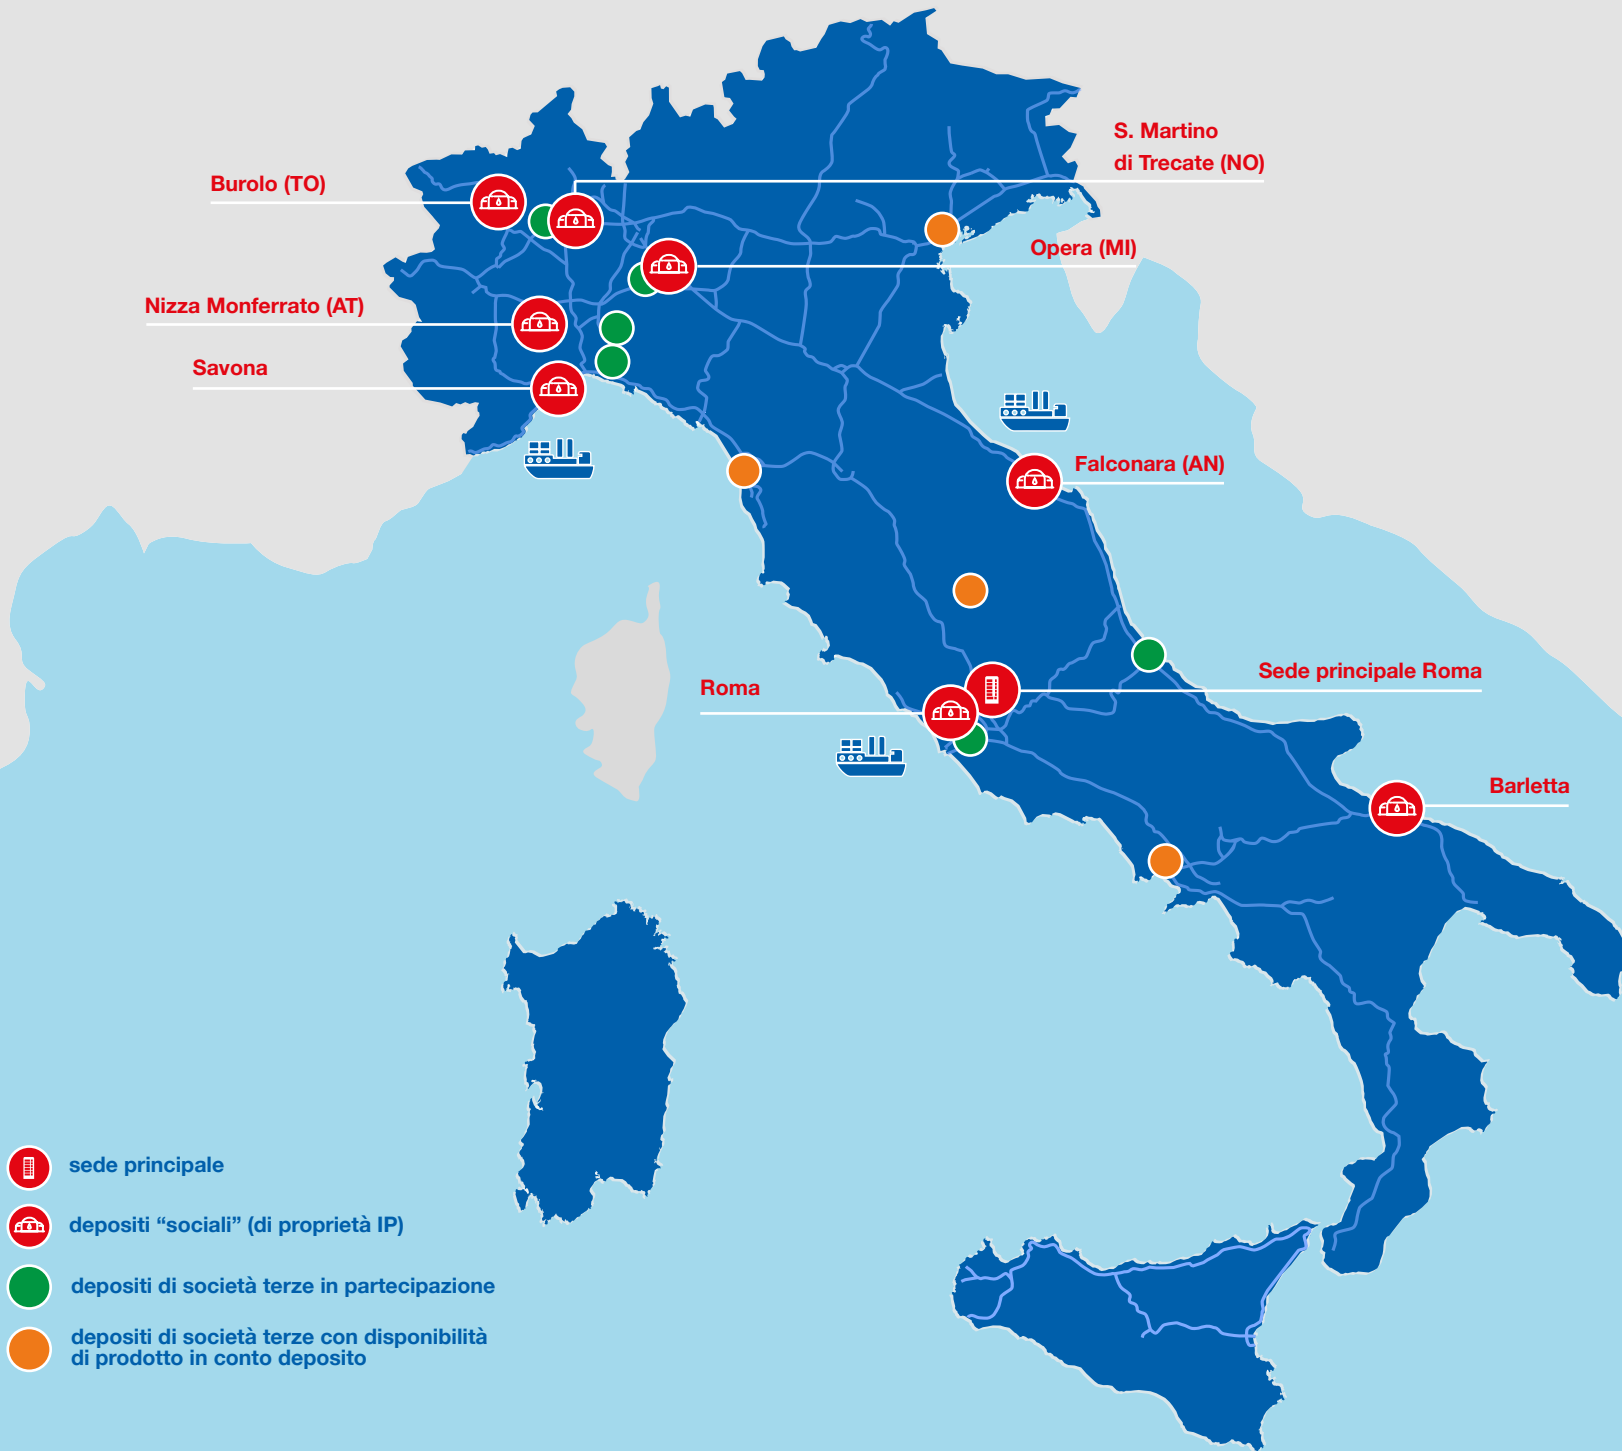 S. Martino
di Trecate (NO)
Burolo (TO)
Opera (MI)
Nizza Monferrato (AT)
Savona
Falconara (AN)
Sede principale Roma
Roma
Barletta
sede principale
depositi “sociali” (di proprietà IP)
depositi di società terze in partecipazione
depositi di società terze con disponibilità
di prodotto in conto deposito